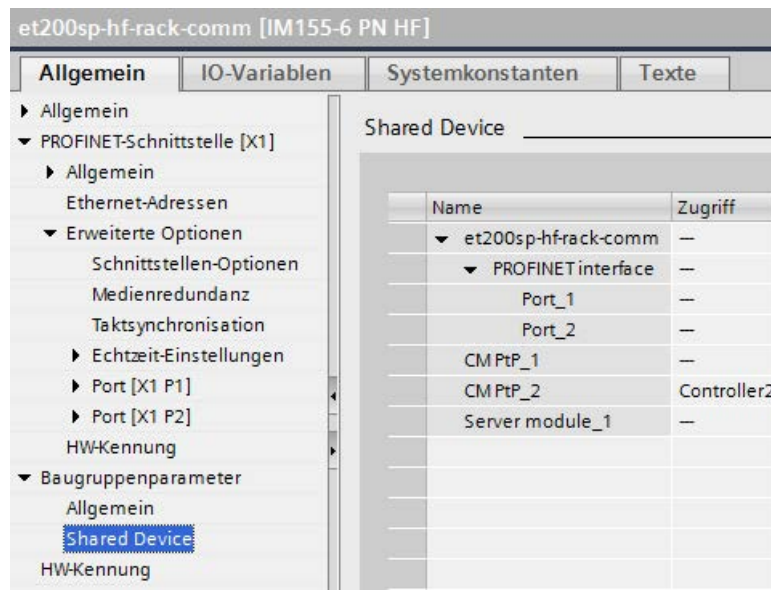 et200sp-hf-rack-comm [IM155-6 PN HF]
Allgemein IO-Variablen Systemkonstanten Texte
Allgemein
PROFINET-Schnittstelle [X1]
Allgemein
Ethernet-Adressen
Erweiterte Optionen
Schnittstellen-Optionen
Medienredundanz
Taktsynchronisation
Echtzeit-Einstellungen
Port [X1 P1]
Port [X1 P2]
HW-Kennung
Baugruppenparameter
Allgemein
Shared Device
HW-Kennung
Shared Device
Name Zugriff
et200sp-hf-rack-comm —
PROFINET interface —
Port_1 —
Port_2 —
CM PtP_1 —
CM PtP_2 Controller2
Server module_1 —